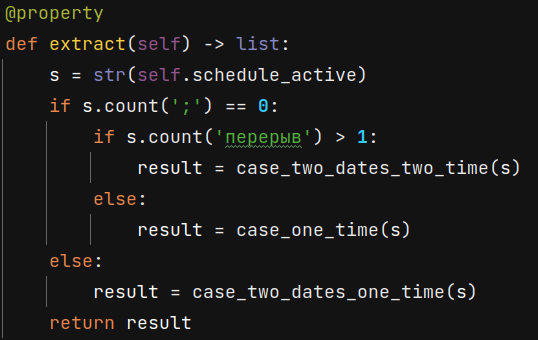 @property
def extract(self) -> list:
    s = str(self.schedule_active)
    if s.count(';') == 0:
        if s.count('перерыв') > 1:
            result = case_two_dates_two_time(s)
        else:
            result = case_one_time(s)
    else:
        result = case_two_dates_one_time(s)
    return result